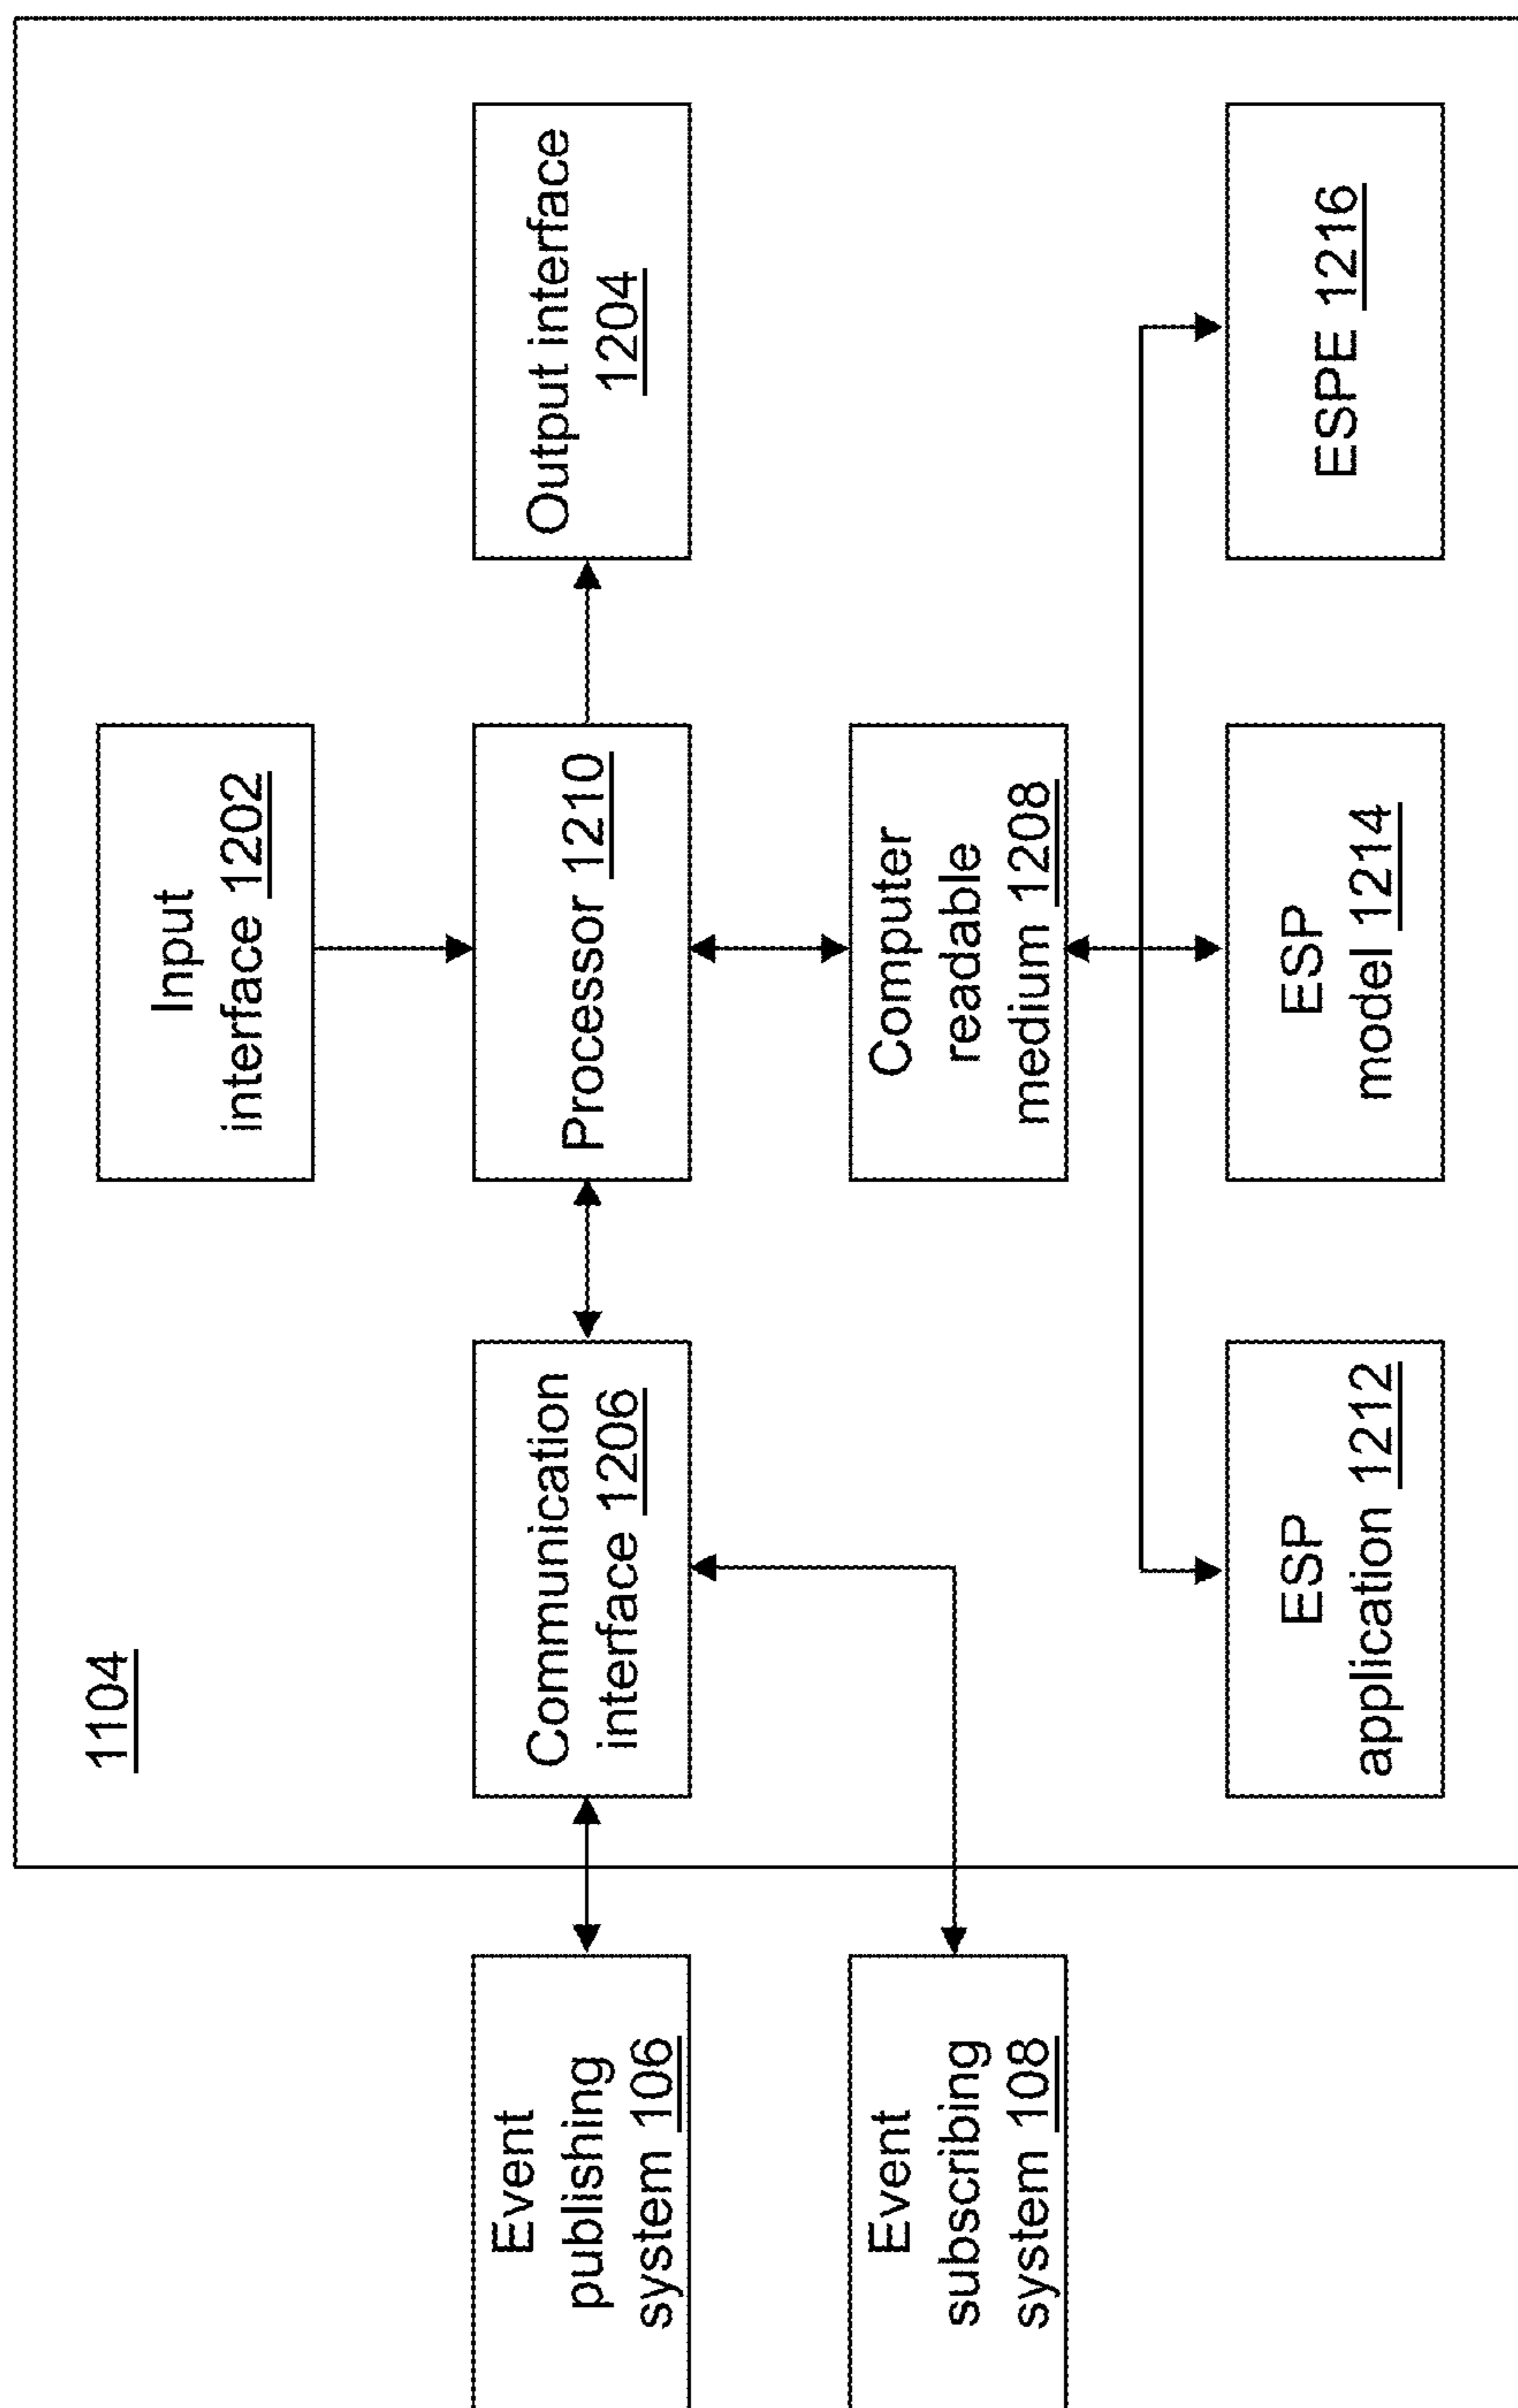 1104
Input
interface 1202
Event
publishing
system 106
Communication
interface 1206
Processor 1210
Output interface
1204
Event
subscribing
system 108
Computer
readable
medium 1208
ESP
application 1212
ESP
model 1214
ESPE 1216